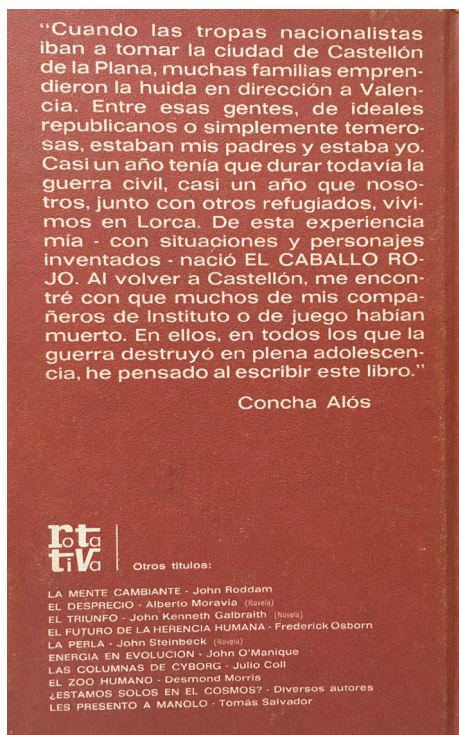 “Cuando las tropas nacionalistas
iban a tomar la ciudad de Castellón
de la Plana, muchas familias empren-
dieron la huida en dirección a Valen-
cia. Entre esas gentes, de ideales
republicanos o simplemente temero-
sas, estaban mis padres y estaba yo.
Casi un año tenía que durar todavía la
guerra civil, casi un año que noso-
tros, junto con otros refugiados, vivi-
mos en Lorca. De esta experiencia
mía - con situaciones y personajes
inventados - nació EL CABALLO RO-
JO. Al volver a Castellón, me encon-
tré con que muchos de mis compa-
ñeros de Instituto o de juego habían
muerto. En ellos, en todos los que la
guerra destruyó en plena adolescen-
cia, he pensado al escribir este libro.”
Concha Alós
rotativa
Otros títulos:
LA MENTE CAMBIANTE - John Roddam
EL DESPRECIO - Alberto Moravia (Novela)
EL TRIUNFO - John Kenneth Galbraith (Novela)
EL FUTURO DE LA HERENCIA HUMANA - Frederick Osborn
LA PERLA - John Steinbeck (Novela)
ENERGIA EN EVOLUCION - John O’Manique
LAS COLUMNAS DE CYBORG - Julio Coll
EL ZOO HUMANO - Desmond Morris
¿ESTAMOS SOLOS EN EL COSMOS? - Diversos autores
LES PRESENTO A MANOLO - Tomás Salvador